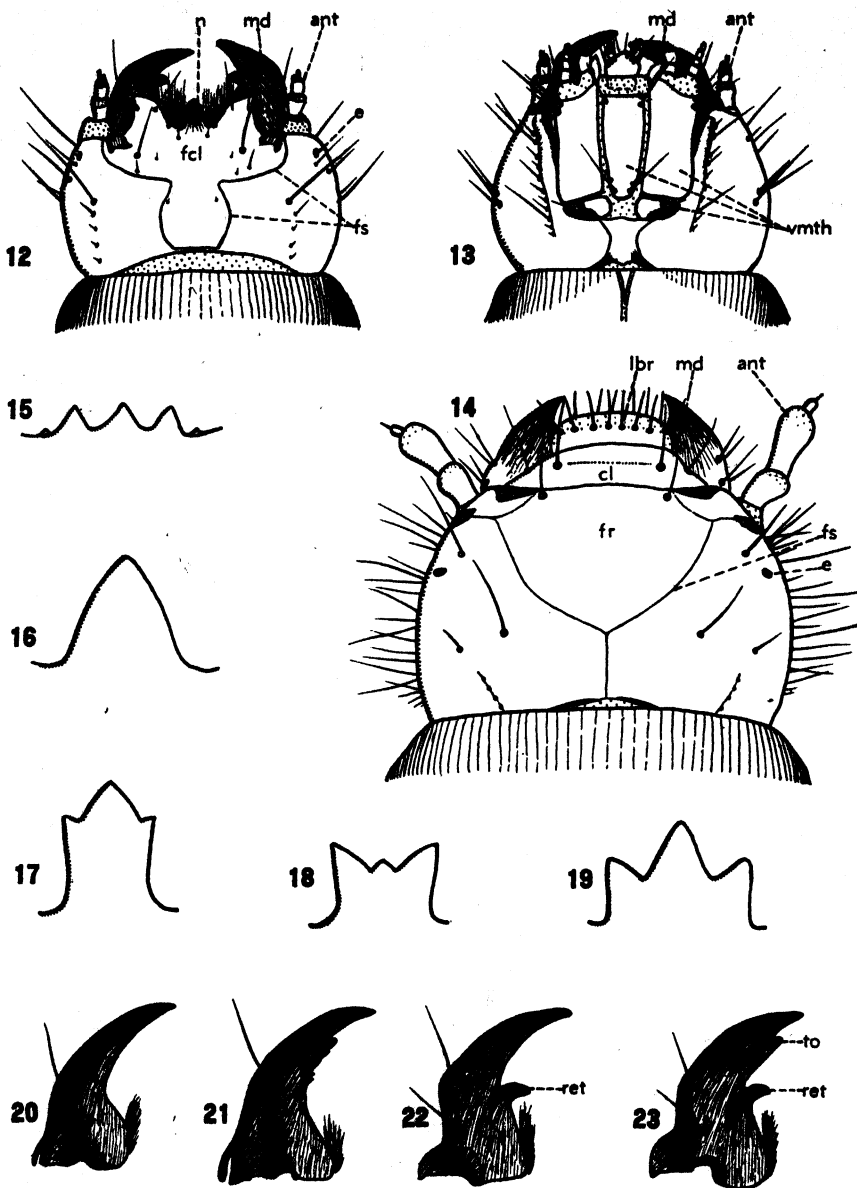 n md ant
md ant
e
fcl
fs
12
vmth
13
lbr md ant
14
15
cl
fr
fs
e
16
17
18
19
to
ret
ret
20
21
22
23